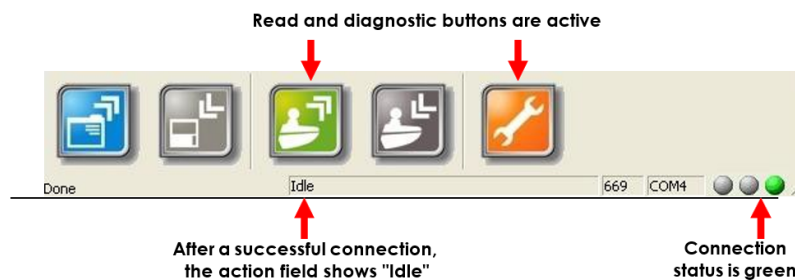 Read and diagnostic buttons are active
Done
Idle
669
COM4
After a successful connection,
the action field shows "Idle"
Connection
status is green